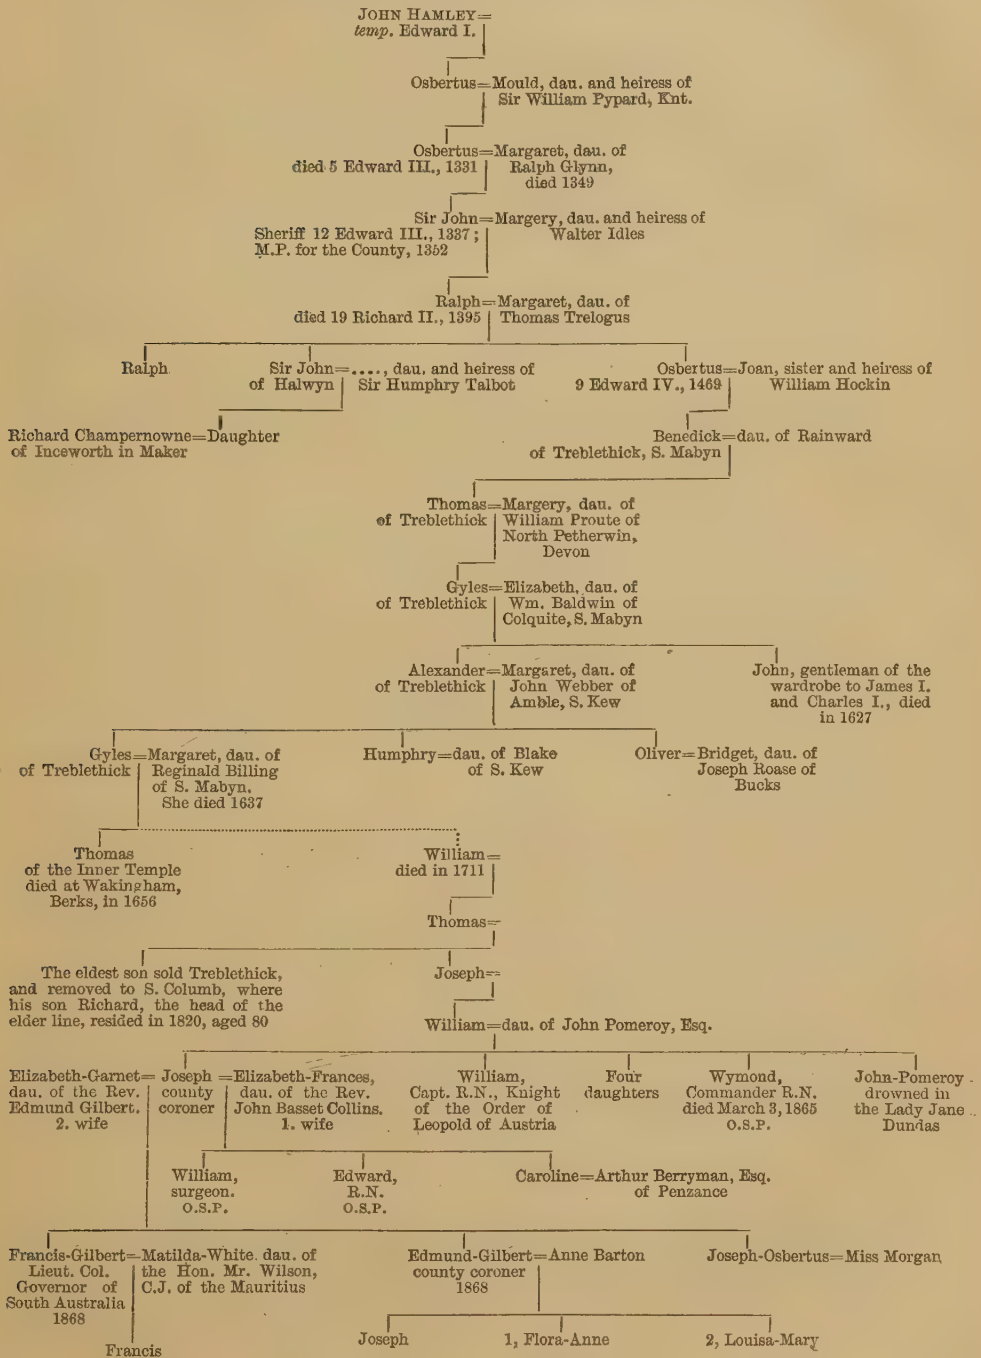 JOHN HAMLEY=
temp. Edward I.
Osbertus=Mould, dau. and heiress of
Sir William Pypard, Knt.
Osbertus=Margaret, dau. of
died 5 Edward III., 1331 Ralph Glynn,
died 1349
Sir John=Margery, dau. and heiress of
Sheriff 12 Edward III., 1337; Walter Idles
M.P. for the County, 1352
Ralph=Margaret, dau. of
died 19 Richard II., 1395 Thomas Trelogus
Ralph
Sir John=...., dau. and heiress of
of Halwyn Sir Humphry Talbot
Osbertus=Joan, sister and heiress of
9 Edward IV., 1469 William Hockin
Richard Champernowne=Daughter
of Inceworth in Maker
Benedick=dau. of Rainward
of Treblethick, S. Mabyn
Thomas=Margery, dau. of
of Treblethick William Proute of
North Petherwin,
Devon
Gyles=Elizabeth, dau. of
of Treblethick Wm. Baldwin of
Colquite, S. Mabyn
Alexander=Margaret, dau. of
of Treblethick John Webber of
Amble, S. Kew
John, gentleman of the
wardrobe to James I.
and Charles I., died
in 1627
Gyles=Margaret, dau. of
of Treblethick Reginald Billing
of S. Mabyn.
She died 1637
Humphry=dau. of Blake
of S. Kew
Oliver=Bridget, dau. of
Joseph Roase of
Bucks
Thomas
of the Inner Temple
died at Wakingham,
Berks, in 1656
William=
died in 1711
Thomas=
The eldest son sold Treblethick,
and removed to S. Columb, where
his son Richard, the head of the
elder line, resided in 1820, aged 80
Joseph=
William=dau. of John Pomeroy, Esq.
Elizabeth-Garnet= Joseph =Elizabeth-Frances,
dau. of the Rev. county dau. of the Rev.
Edmund Gilbert. coroner John Basset Collins.
2. wife 1. wife
William,
Capt. R.N., Knight
of the Order of
Leopold of Austria
Four
daughters
Wymond,
Commander R.N.
died March 3, 1865
O.S.P.
John-Pomeroy
drowned in
the Lady Jane
Dundas
William,
surgeon.
O.S.P.
Edward,
R.N.
O.S.P.
Caroline=Arthur Berryman, Esq.
of Penzance
Francis-Gilbert=Matilda-White. dau. of
Lieut. Col. the Hon. Mr. Wilson,
Governor of C.J. of the Mauritius
South Australia
1868
Edmund-Gilbert=Anne Barton
county coroner
1868
Joseph-Osbertus=Miss Morgan
Francis
Joseph
1, Flora-Anne
2, Louisa-Mary